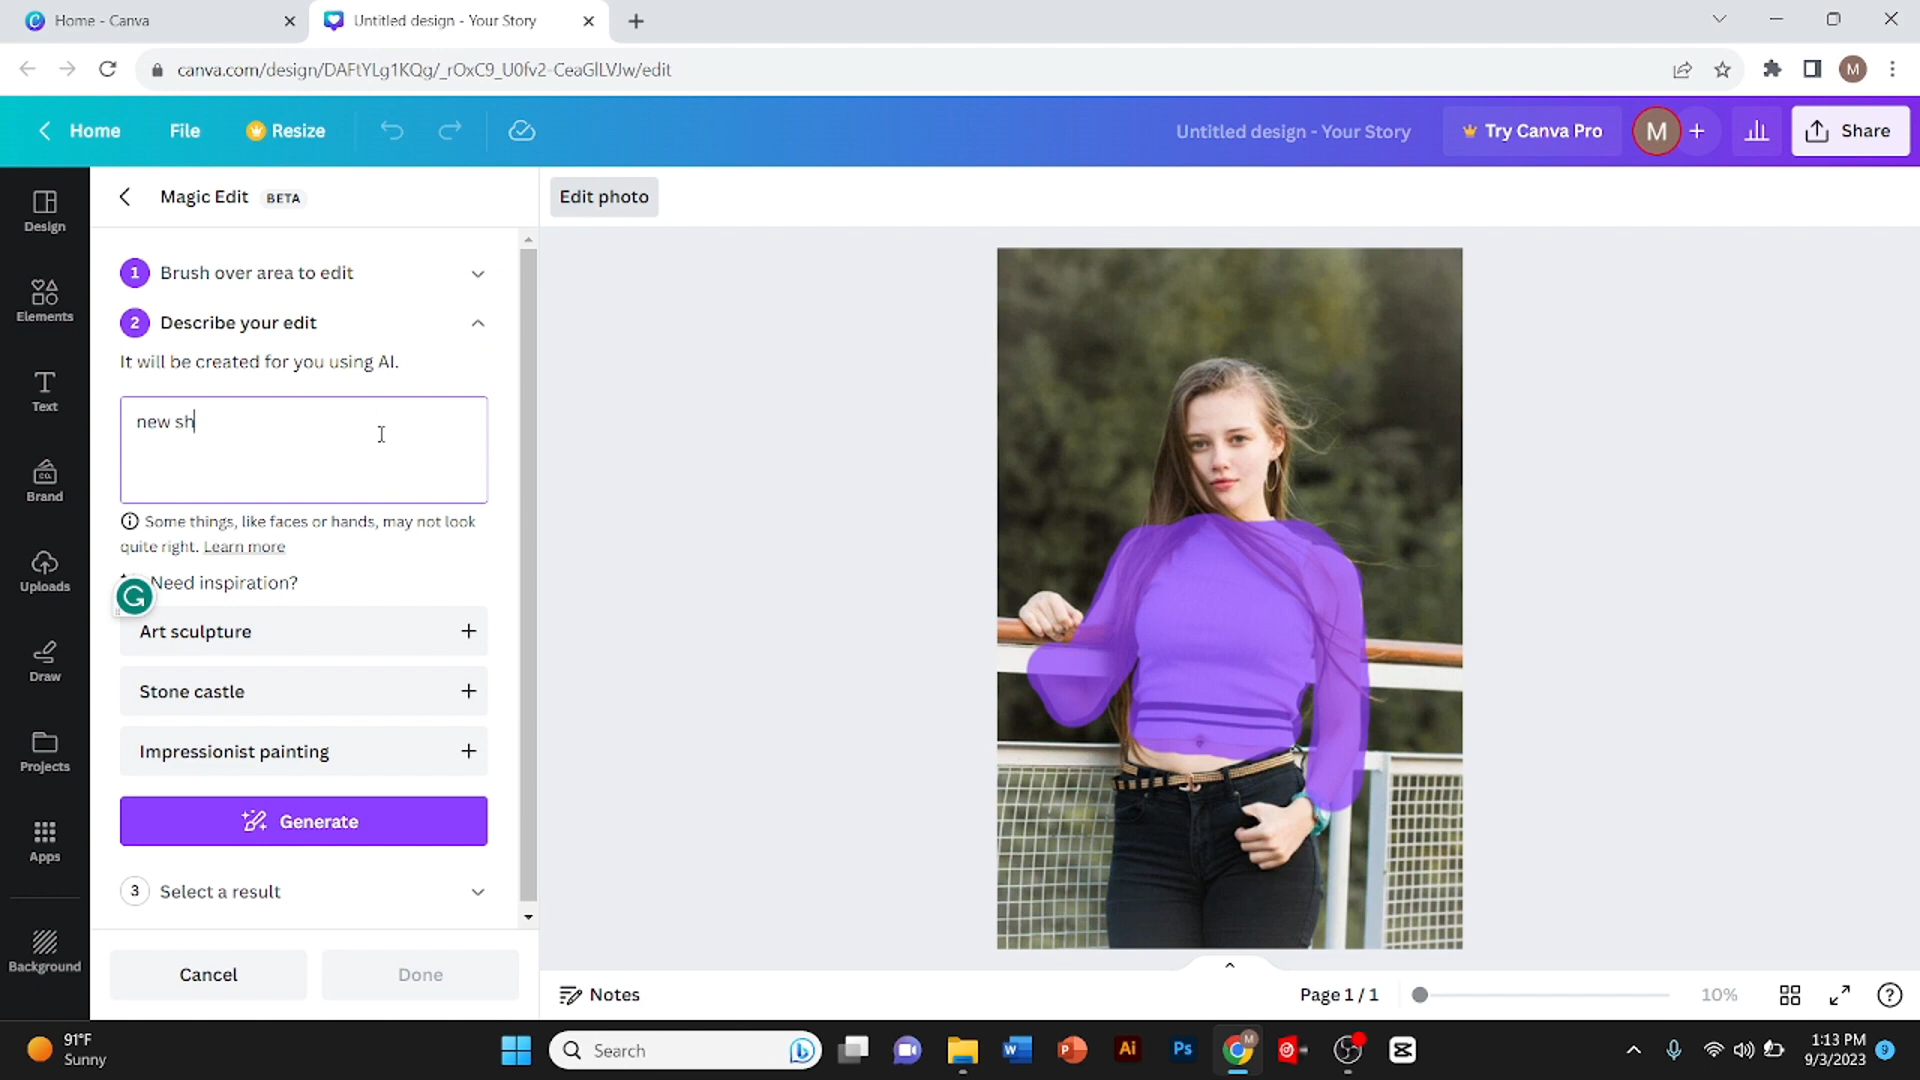 Home - Canva
Untitled design - Your Story
canva.com/design/DAFtYLg1KQg/_rOxC9_U0fv2-CeaGlLVJw/edit
M
Home
File
Resize
Untitled design - Your Story
Try Canva Pro
M
Share
Design
Elements
Text
Brand
Uploads
Draw
Projects
Apps
Background
Magic Edit BETA
1 Brush over area to edit
2 Describe your edit
It will be created for you using AI.
new sh
Some things, like faces or hands, may not look
quite right. Learn more
Need inspiration?
Art sculpture
Stone castle
Impressionist painting
Generate
3 Select a result
Cancel
Done
Edit photo
Notes
Page 1 / 1
10%
91°F
Sunny
Search
Ai
Ps
1:13 PM
9/3/2023
9